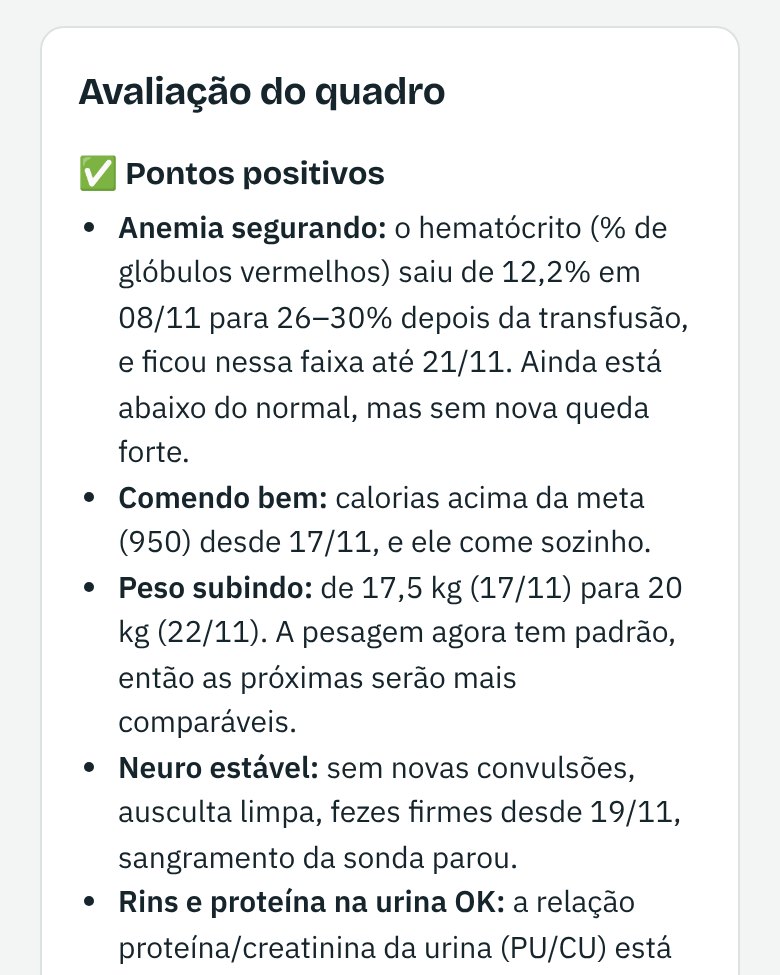 Avaliação do quadro
✅ Pontos positivos
• Anemia segurando: o hematócrito (% de
glóbulos vermelhos) saiu de 12,2% em
08/11 para 26–30% depois da transfusão,
e ficou nessa faixa até 21/11. Ainda está
abaixo do normal, mas sem nova queda
forte.
• Comendo bem: calorias acima da meta
(950) desde 17/11, e ele come sozinho.
• Peso subindo: de 17,5 kg (17/11) para 20
kg (22/11). A pesagem agora tem padrão,
então as próximas serão mais
comparáveis.
• Neuro estável: sem novas convulsões,
ausculta limpa, fezes firmes desde 19/11,
sangramento da sonda parou.
• Rins e proteína na urina OK: a relação
proteína/creatinina da urina (PU/CU) está